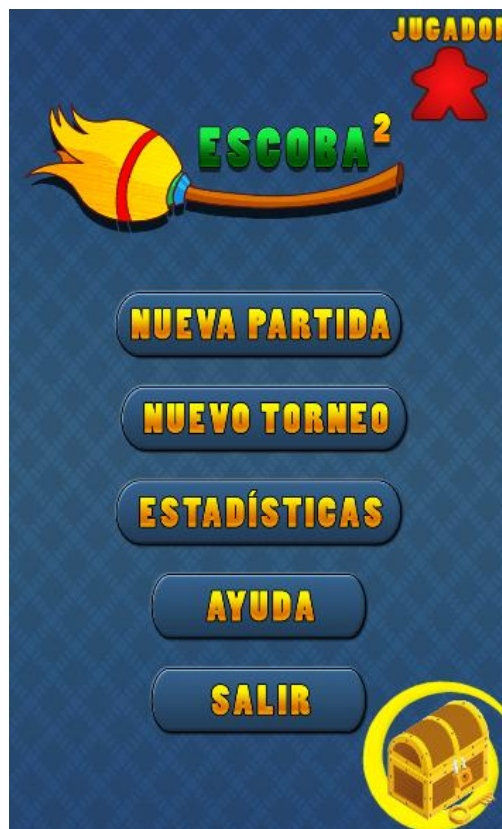 JUGADOR
ESCOBA²
NUEVA PARTIDA
NUEVO TORNEO
ESTADÍSTICAS
AYUDA
SALIR